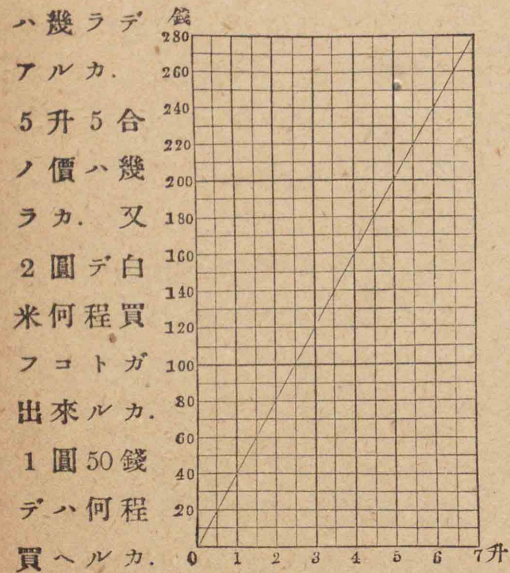 ハ幾ラデ
アルカ.
5升5合
ノ價ハ幾
ラカ. 又
2圓デ白
米何程買
フコトガ
出來ルカ.
1圓50錢
デハ何程
買ヘルカ.
錢
280
260
240
220
200
180
160
140
120
100
80
60
40
20
0 1 2 3 4 5 6 7升